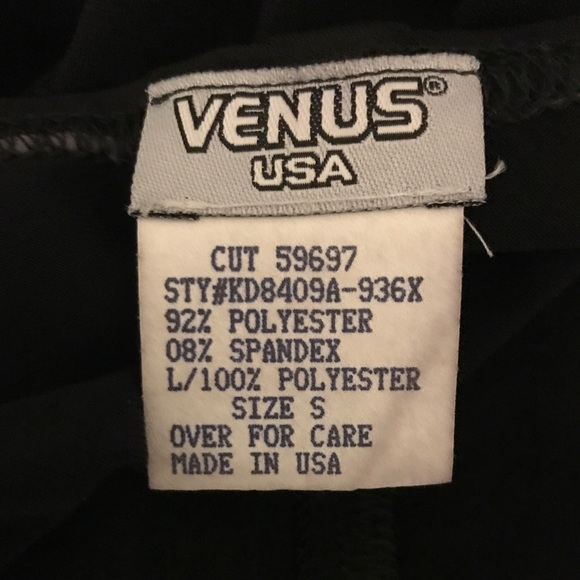 VENUS®
USA
CUT 59697
STY#KD8409A-936X
92% POLYESTER
08% SPANDEX
L/100% POLYESTER
SIZE S
OVER FOR CARE
MADE IN USA